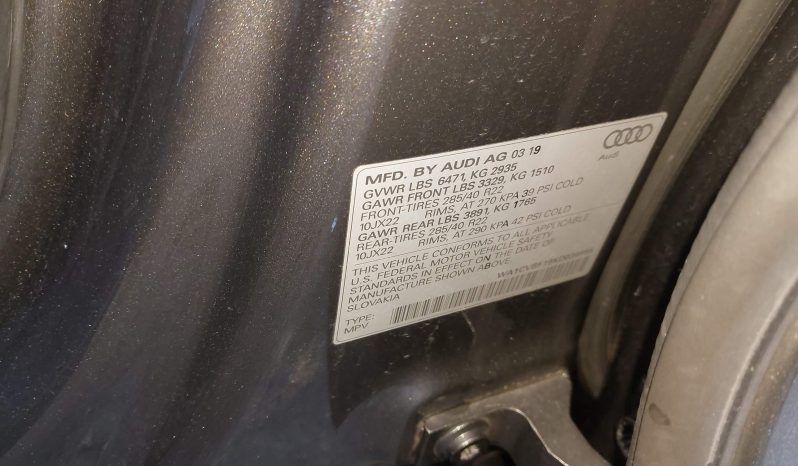 MFD. BY AUDI AG 03 19
GVWR LBS 6471, KG 2935
GAWR FRONT LBS 3329, KG 1510
FRONT-TIRES 285/40 R22
10JX22 RIMS, AT 270 KPA 39 PSI COLD
GAWR REAR LBS 3891, KG 1765
REAR-TIRES 285/40 R22
10JX22 RIMS, AT 290 KPA 42 PSI COLD
THIS VEHICLE CONFORMS TO ALL APPLICABLE
U.S. FEDERAL MOTOR VEHICLE SAFETY
STANDARDS IN EFFECT ON THE DATE OF
MANUFACTURE SHOWN ABOVE.
SLOVAKIA
TYPE:
MPV
Audi